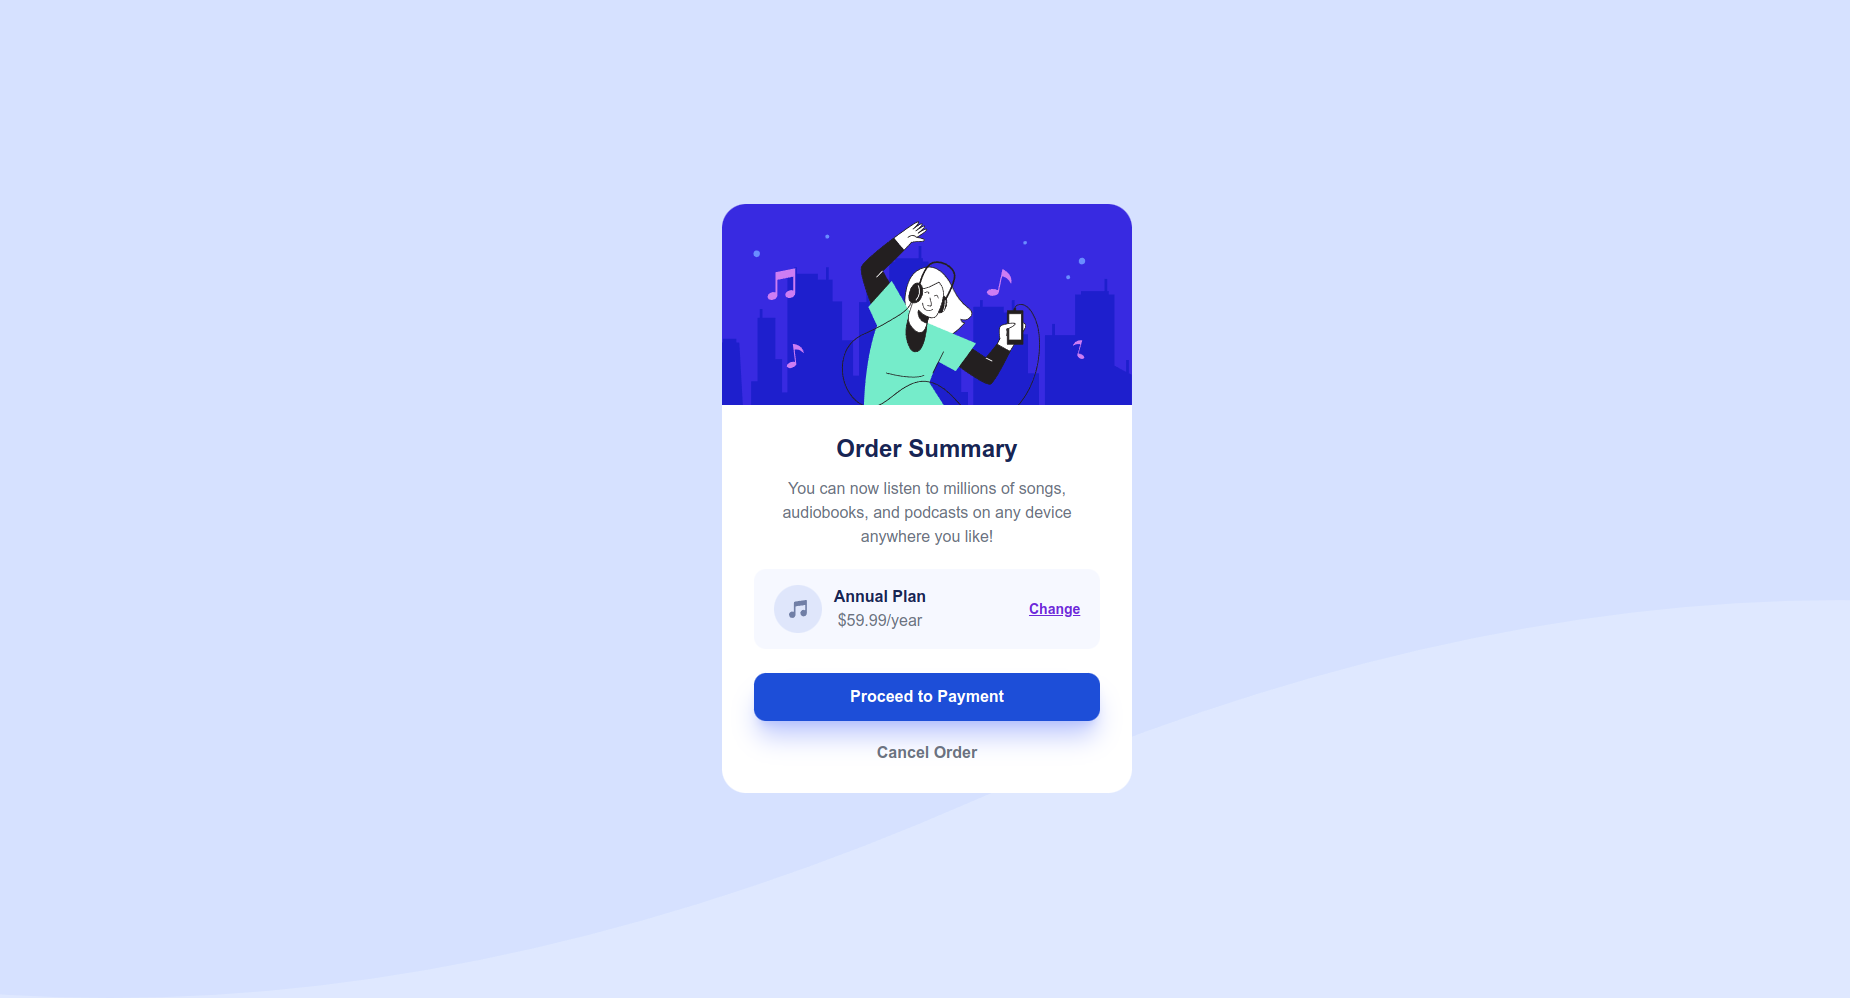 Order Summary
You can now listen to millions of songs,
audiobooks, and podcasts on any device
anywhere you like!
Annual Plan
$59.99/year
Change
Proceed to Payment
Cancel Order